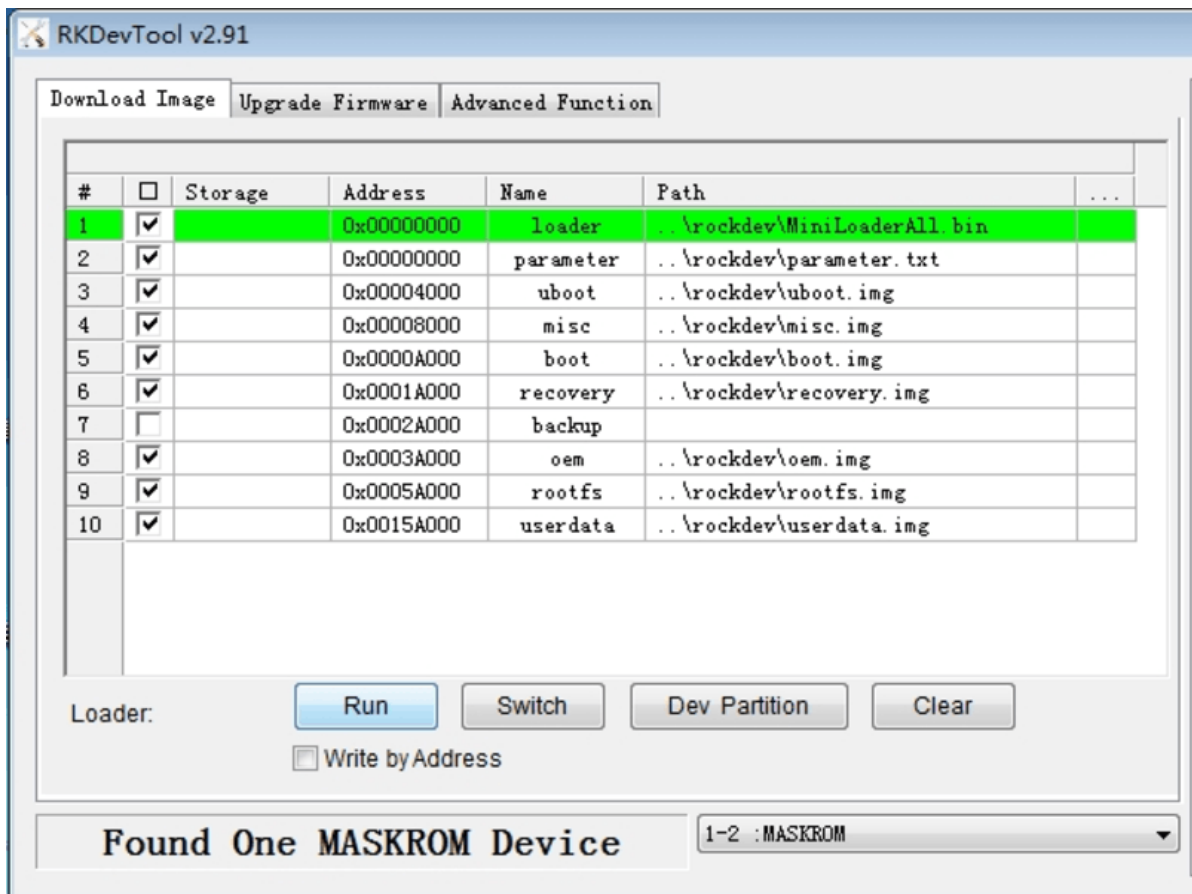 RKDevTool v2.91
Download Image Upgrade Firmware Advanced Function
# Storage Address Name Path ...
1 0x00000000 loader ..\rockdev\MiniLoaderAll.bin
2 0x00000000 parameter ..\rockdev\parameter.txt
3 0x00004000 uboot ..\rockdev\uboot.img
4 0x00008000 misc ..\rockdev\misc.img
5 0x0000A000 boot ..\rockdev\boot.img
6 0x0001A000 recovery ..\rockdev\recovery.img
7 0x0002A000 backup
8 0x0003A000 oem ..\rockdev\oem.img
9 0x0005A000 rootfs ..\rockdev\rootfs.img
10 0x0015A000 userdata ..\rockdev\userdata.img
Loader: Run Switch Dev Partition Clear
Write by Address
Found One MASKROM Device 1-2 :MASKROM